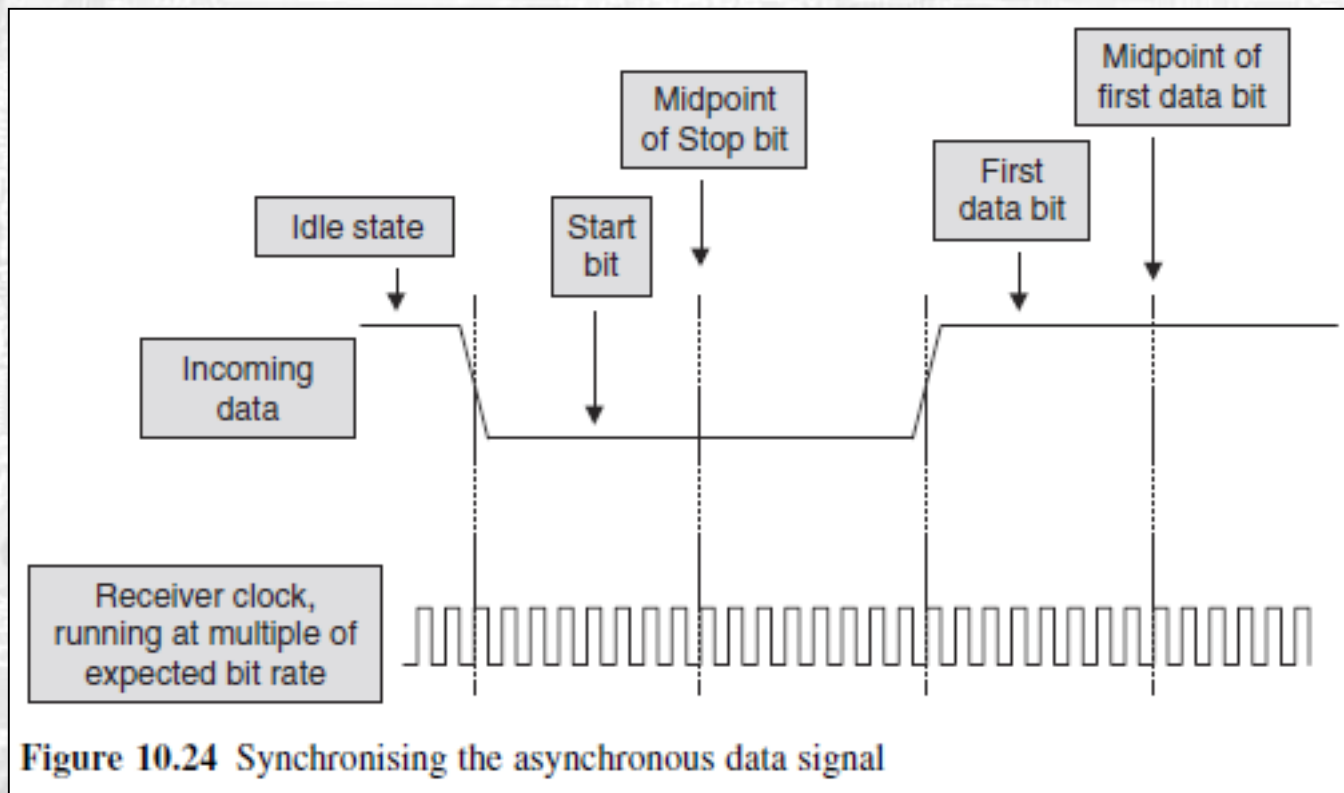 Midpoint of
first data bit
Midpoint
of Stop bit
First
data bit
Idle state
Start
bit
Incoming
data
Receiver clock,
running at multiple of
expected bit rate
Figure 10.24 Synchronising the asynchronous data signal